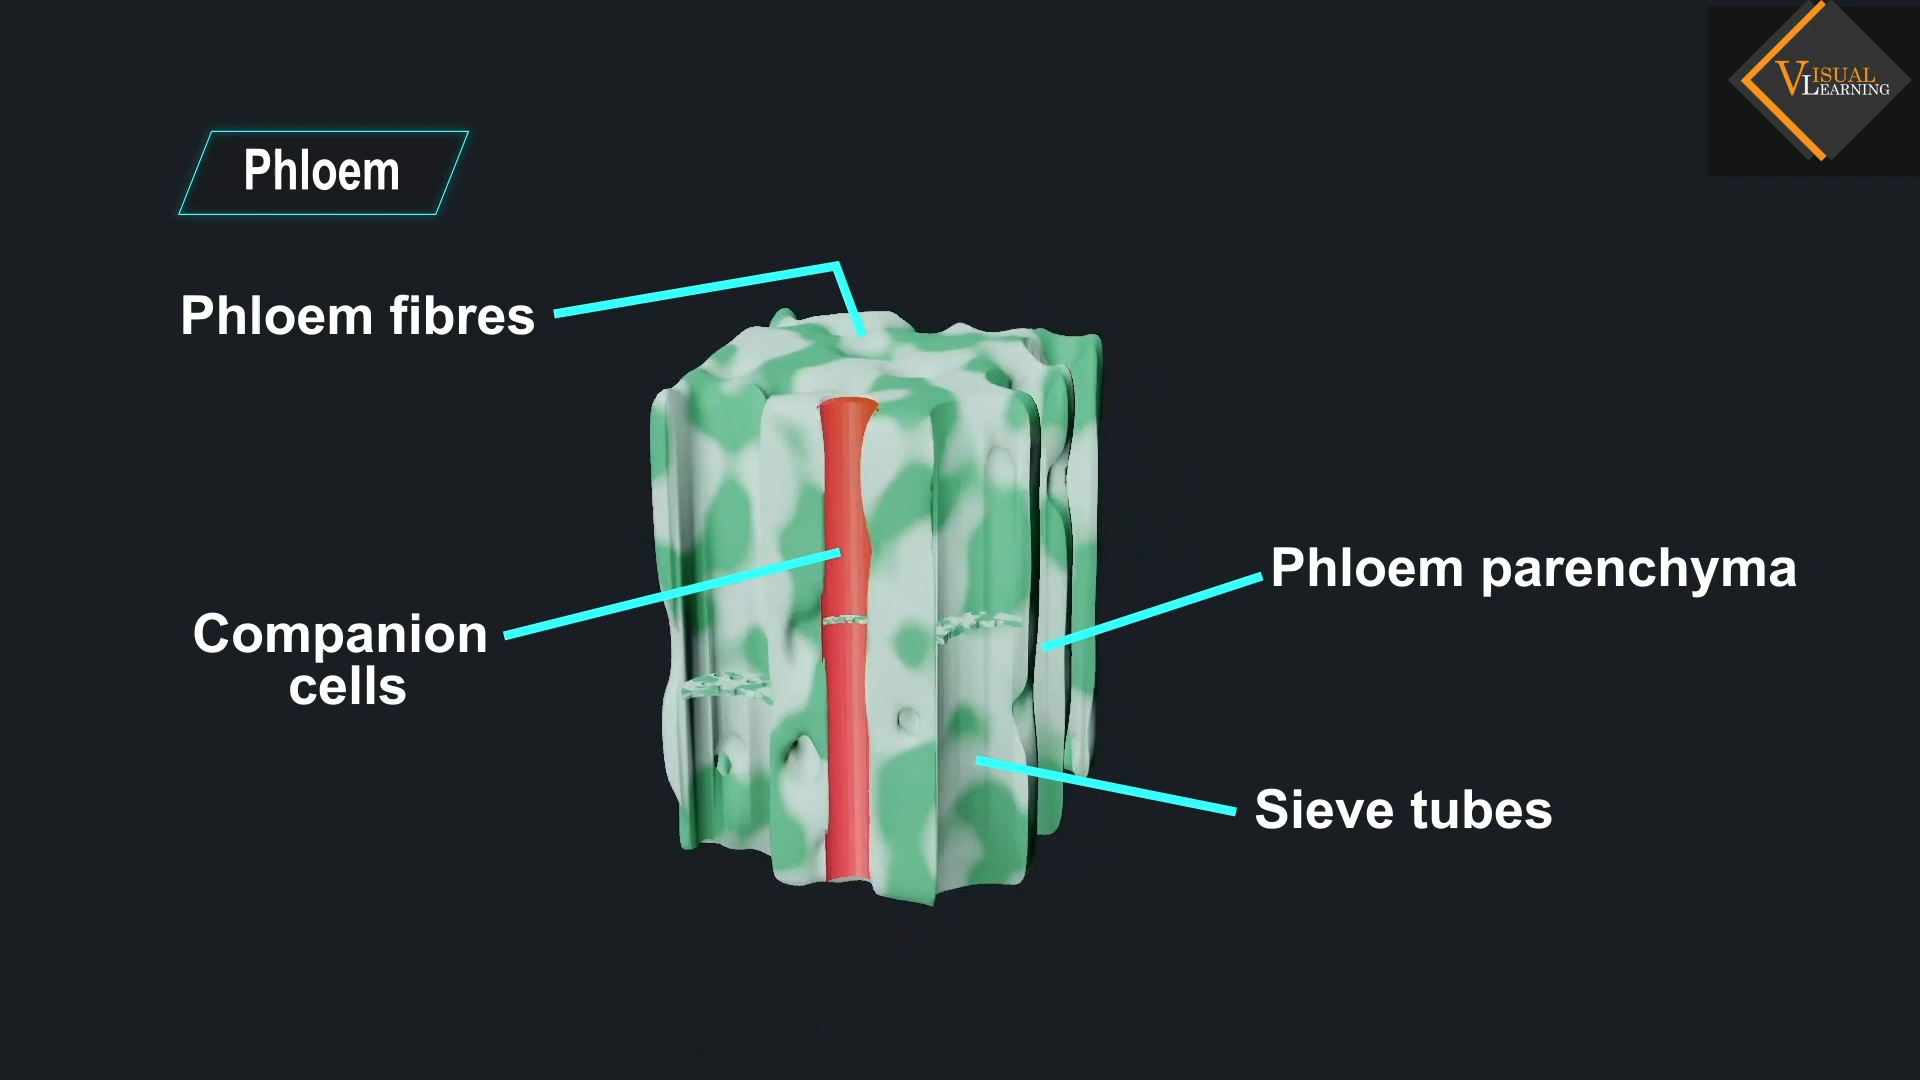 VISUAL
LEARNING
Phloem
Phloem fibres
Companion
cells
Phloem parenchyma
Sieve tubes